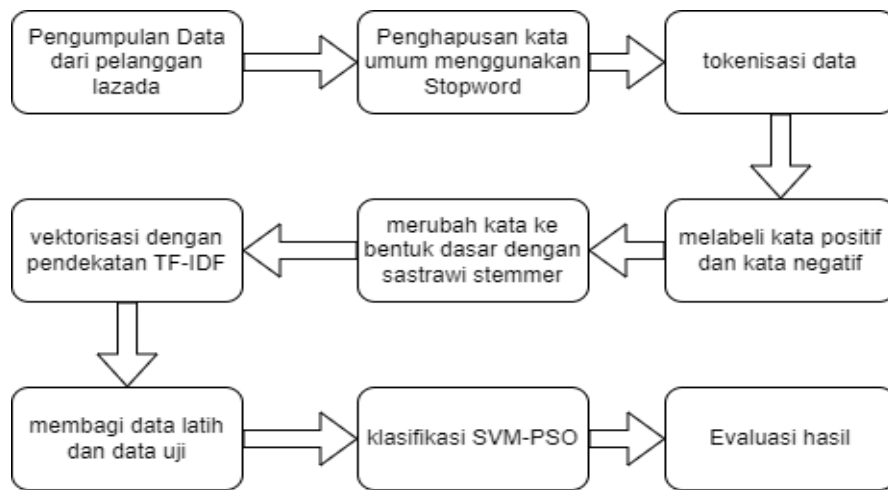 Pengumpulan Data
dari pelanggan
lazada
Penghapusan kata
umum menggunakan
Stopword
tokenisasi data
melabeli kata positif
dan kata negatif
merubah kata ke
bentuk dasar dengan
sastrawi stemmer
vektorisasi dengan
pendekatan TF-IDF
membagi data latih
dan data uji
klasifikasi SVM-PSO
Evaluasi hasil